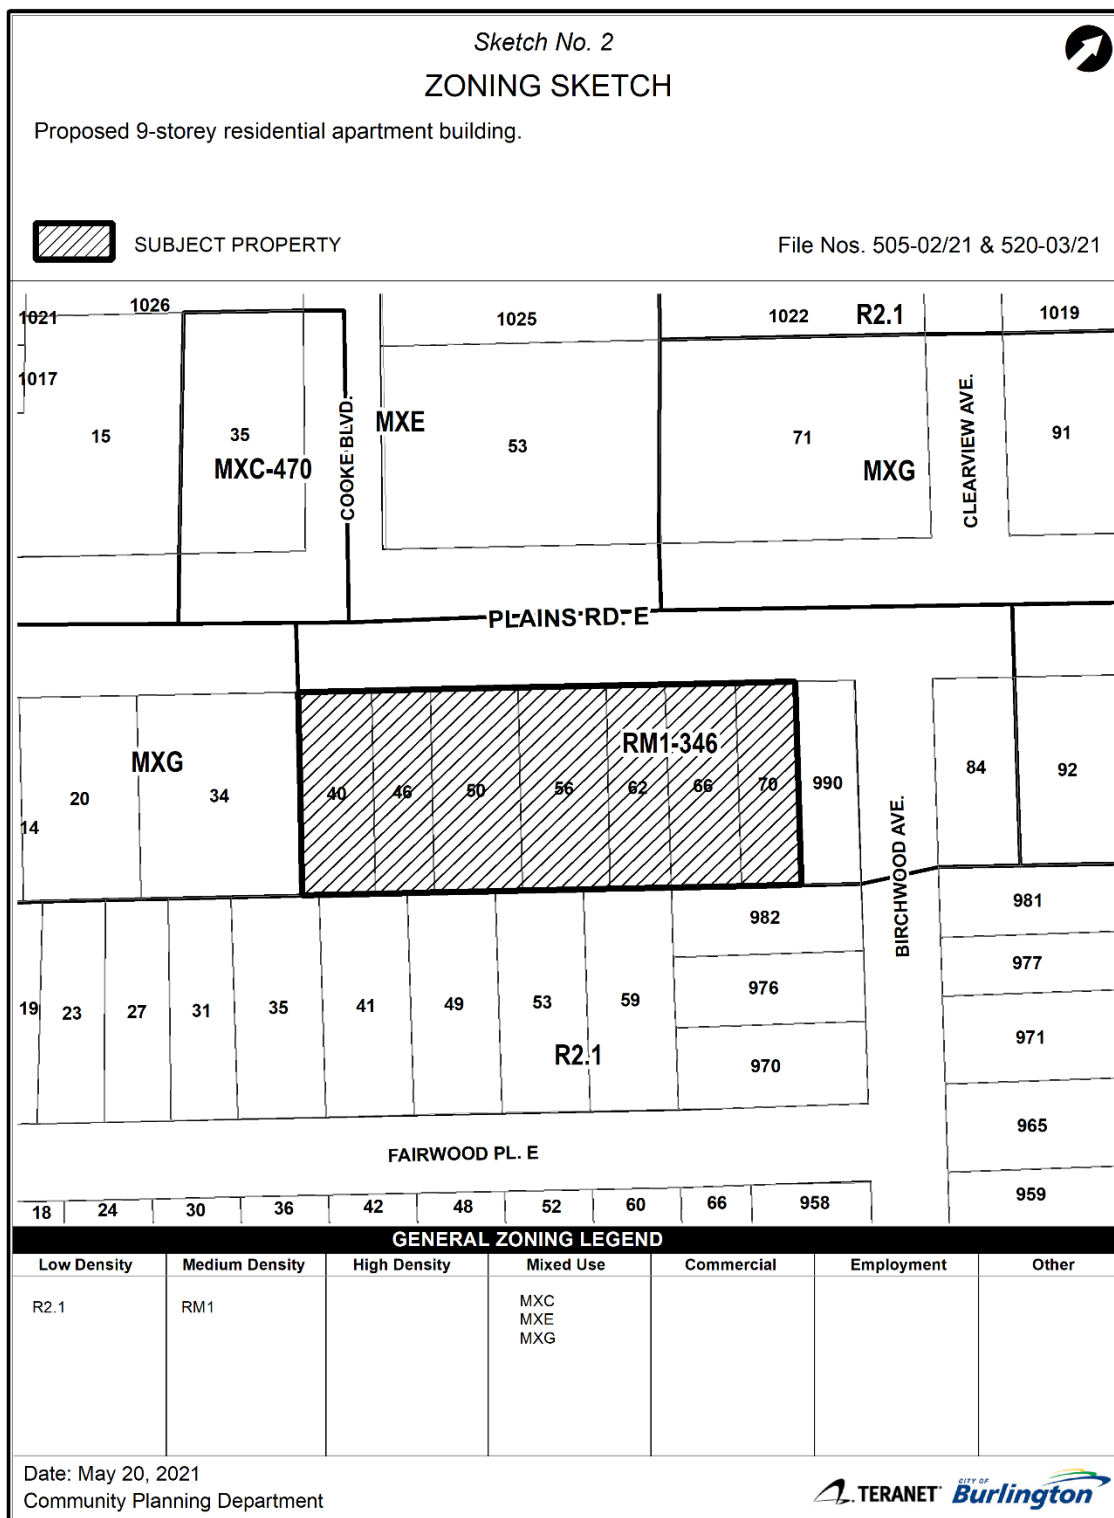 Sketch No. 2
ZONING SKETCH
Proposed 9-storey residential apartment building.
SUBJECT PROPERTY
File Nos. 505-02/21 & 520-03/21
1021
1026
1025
1022
R2.1
1019
1017
15
35
MXC-470
COOKE BLVD.
MXE
53
71
MXG
CLEARVIEW AVE.
91
PLAINS RD. E
MXG
RM1-346
14
20
34
40
46
50
56
62
66
70
990
BIRCHWOOD AVE.
84
92
19
23
27
31
35
41
49
53
59
R2.1
982
976
970
981
977
971
965
959
FAIRWOOD PL. E
18
24
30
36
42
48
52
60
66
958
GENERAL ZONING LEGEND
Low Density
Medium Density
High Density
Mixed Use
Commercial
Employment
Other
R2.1
RM1
MXC
MXE
MXG
Date: May 20, 2021
Community Planning Department
TERANET
CITY OF
Burlington